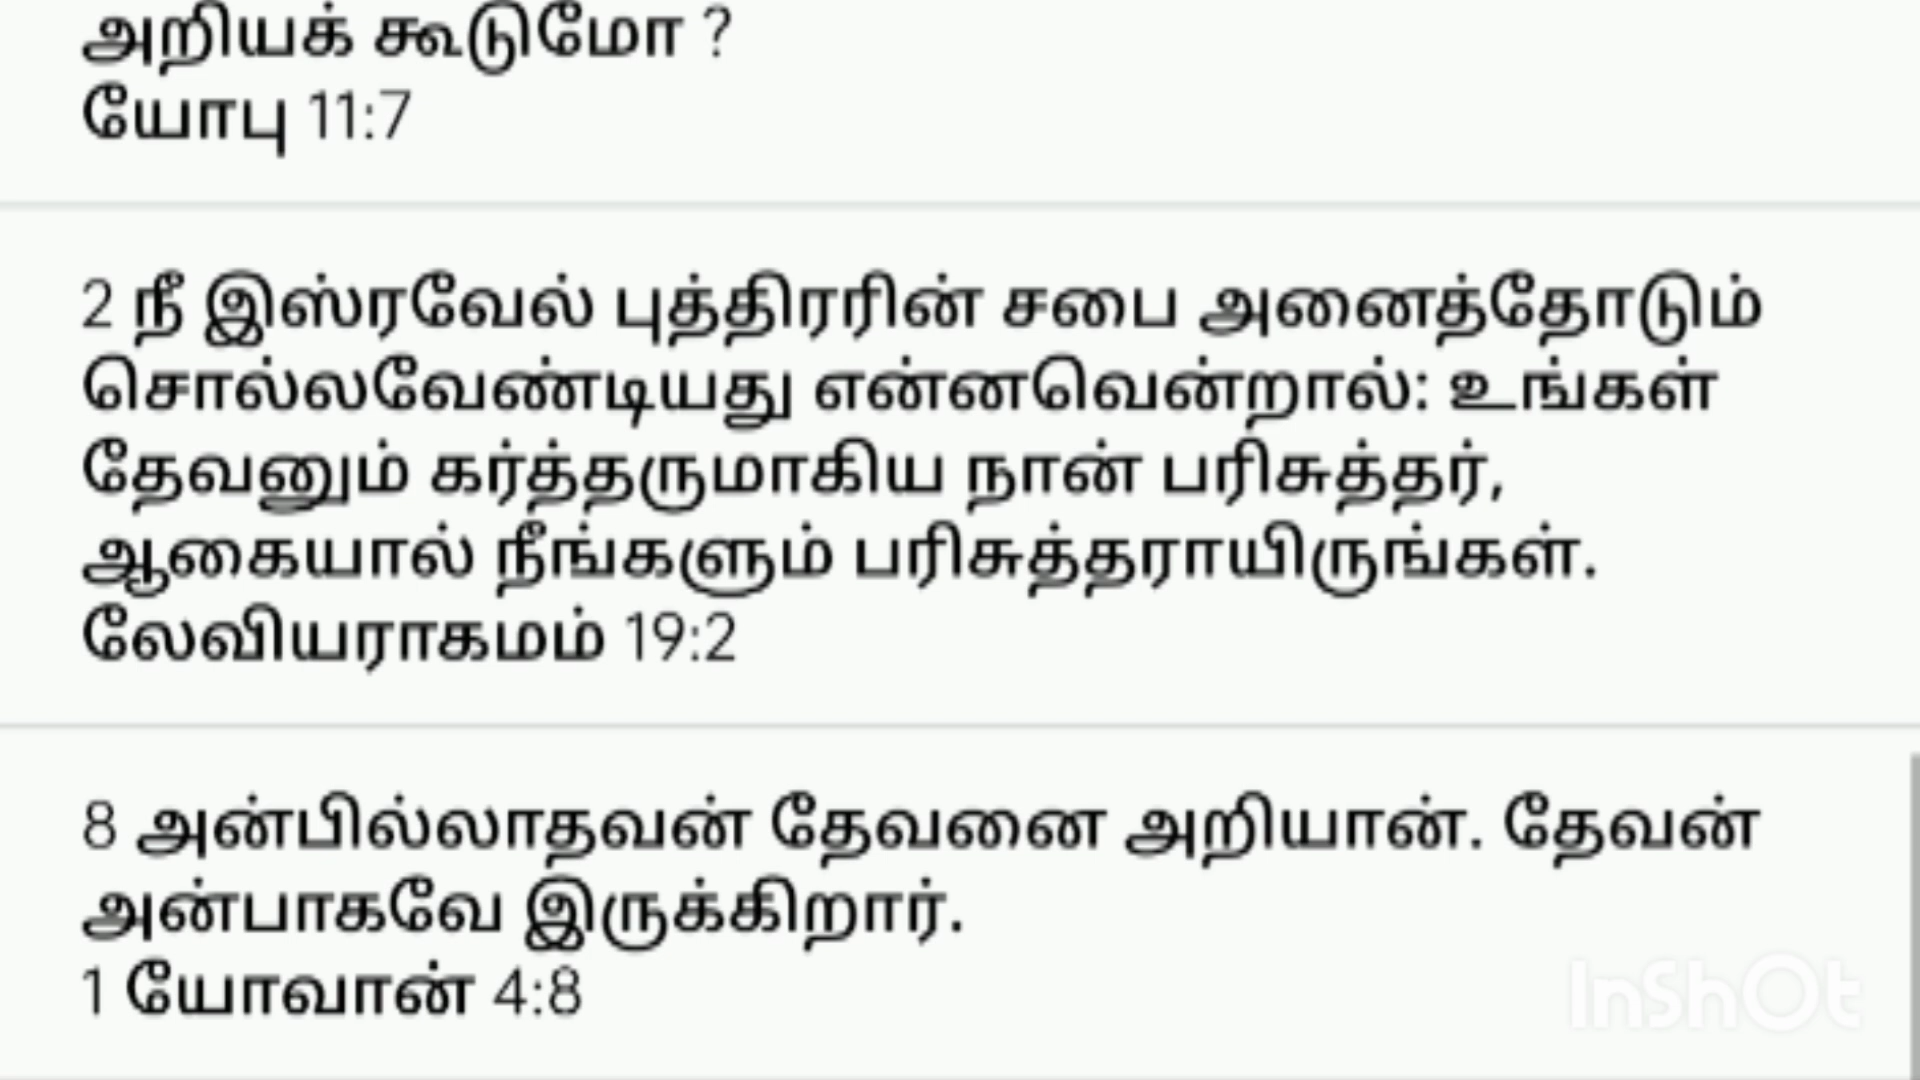 அறியக் கூடுமோ ?
யோபு 11:7
2 நீ இஸ்ரவேல் புத்திரரின் சபை அனைத்தோடும்
சொல்லவேண்டியது என்னவென்றால்: உங்கள்
தேவனும் கர்த்தருமாகிய நான் பரிசுத்தர்,
ஆகையால் நீங்களும் பரிசுத்தராயிருங்கள்.
லேவியராகமம் 19:2
8 அன்பில்லாதவன் தேவனை அறியான். தேவன்
அன்பாகவே இருக்கிறார்.
1 யோவான் 4:8
InShOt